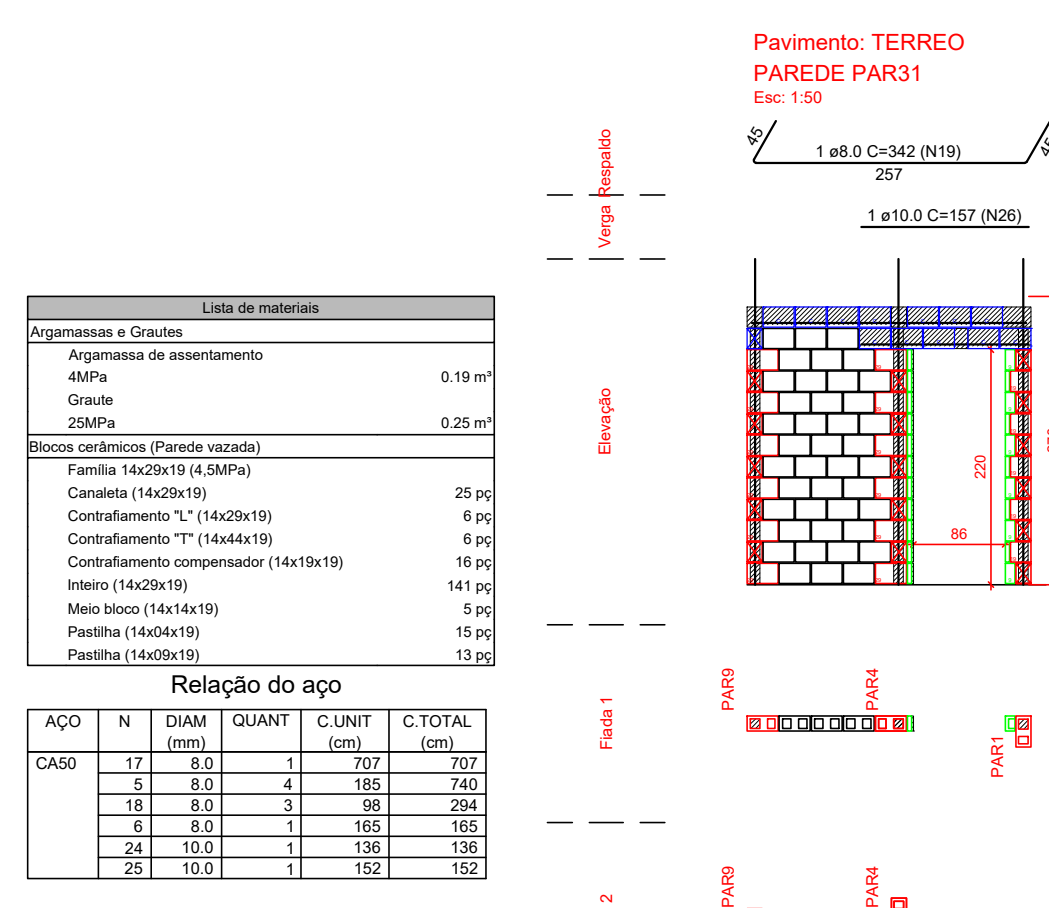 Pavimento: TERREO
PAREDE PAR31
Esc: 1:50
45
1 ø8.0 C=342 (N19)
257
45
1 ø10.0 C=157 (N26)
Respaldo
Verga
Elevação
220
86
Lista de materiais
Argamassas e Grautes
Argamassa de assentamento
4MPa 0.19 m³
Graute
25MPa 0.25 m³
Blocos cerâmicos (Parede vazada)
Família 14x29x19 (4,5MPa)
Canaleta (14x29x19) 25 pç
Contrafiamento "L" (14x29x19) 6 pç
Contrafiamento "T" (14x44x19) 6 pç
Contrafiamento compensador (14x19x19) 16 pç
Inteiro (14x29x19) 141 pç
Meio bloco (14x14x19) 5 pç
Pastilha (14x04x19) 15 pç
Pastilha (14x09x19) 13 pç
Relação do aço
AÇO N DIAM QUANT C.UNIT C.TOTAL
(mm) (cm) (cm)
CA50 17 8.0 1 707 707
5 8.0 4 185 740
18 8.0 3 98 294
6 8.0 1 165 165
24 10.0 1 136 136
25 10.0 1 152 152
Fiada 1
PAR9
PAR4
PAR1
2
PAR9
PAR4